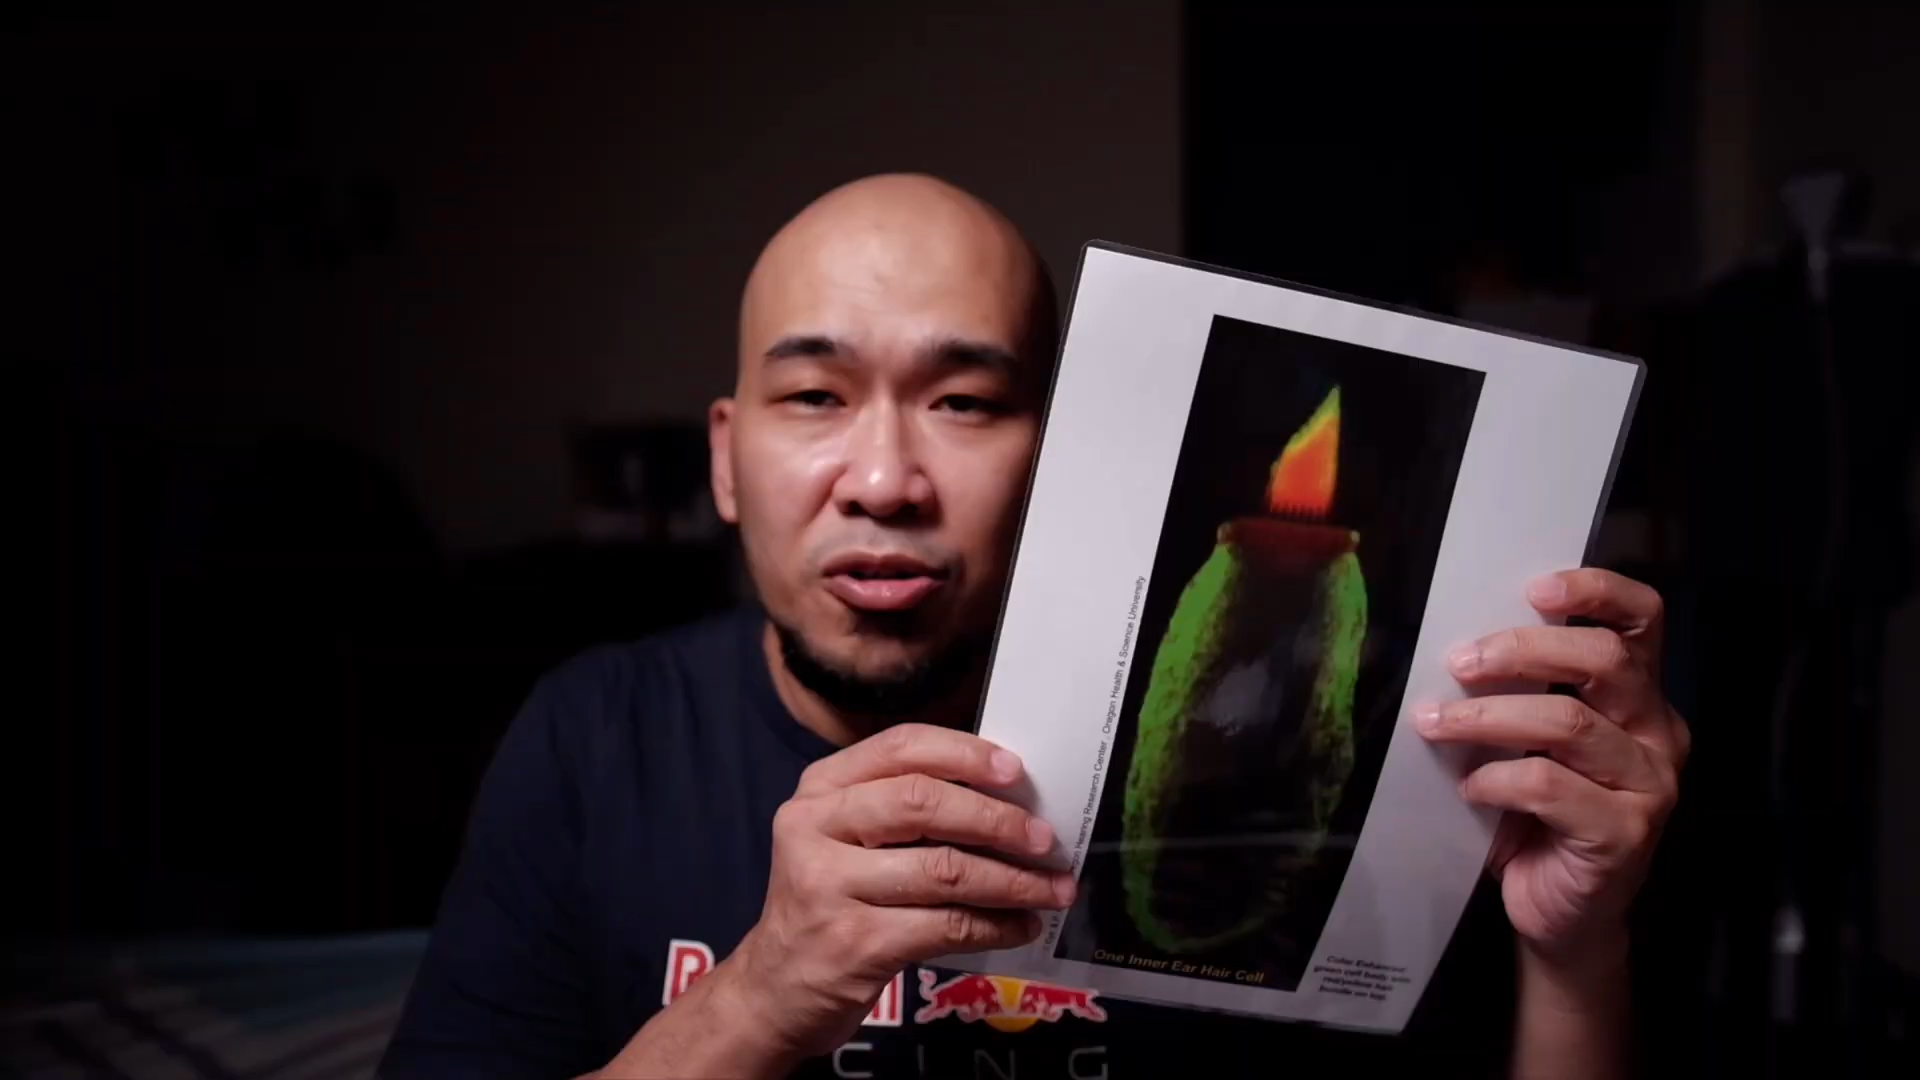 Oregon Hearing Research Center . Oregon Health & Science University
One Inner Ear Hair Cell
Color Enhanced
green cell body with
red/yellow hair
bundle on top.
CING